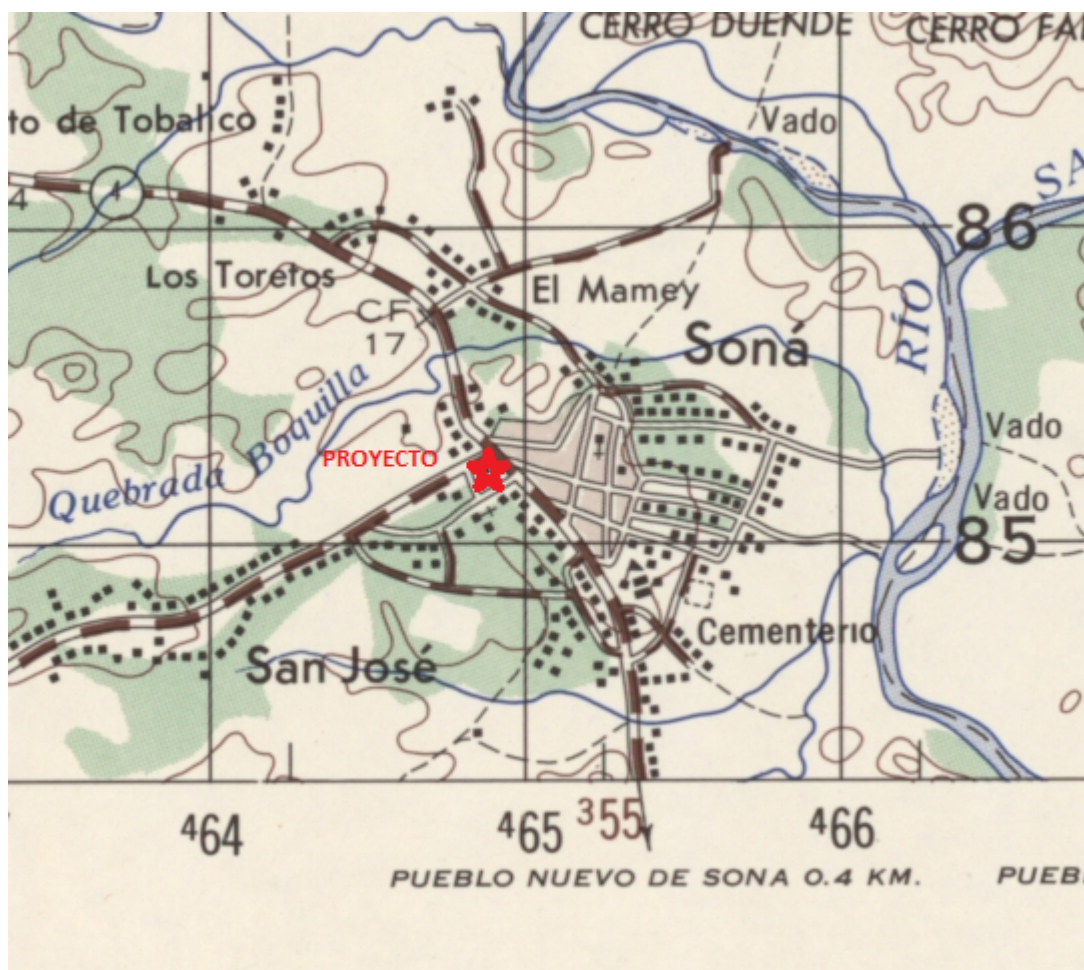 CERRO DUENDE
CERRO
to de Tobalico
Vado
4
4
SA
86
Los Toretos
El Mamey
CF
17
Soná
RÍO
Quebrada Boquilla
PROYECTO
Vado
Vado
85
San José
Cementerio
464
465
355
466
PUEBLO NUEVO DE SONA 0.4 KM.
PUEB